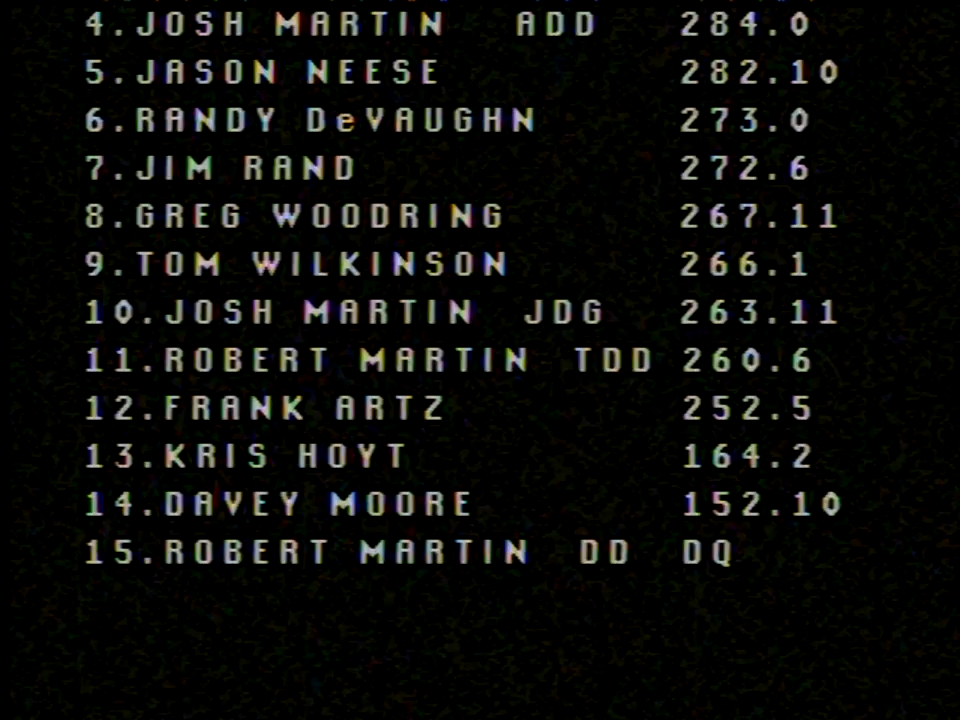 4.JOSH MARTIN ADD 284.0
5.JASON NEESE 282.10
6.RANDY DeVAUGHN 273.0
7.JIM RAND 272.6
8.GREG WOODRING 267.11
9.TOM WILKINSON 266.1
10.JOSH MARTIN JDG 263.11
11.ROBERT MARTIN TDD 260.6
12.FRANK ARTZ 252.5
13.KRIS HOYT 164.2
14.DAVEY MOORE 152.10
15.ROBERT MARTIN DD DQ